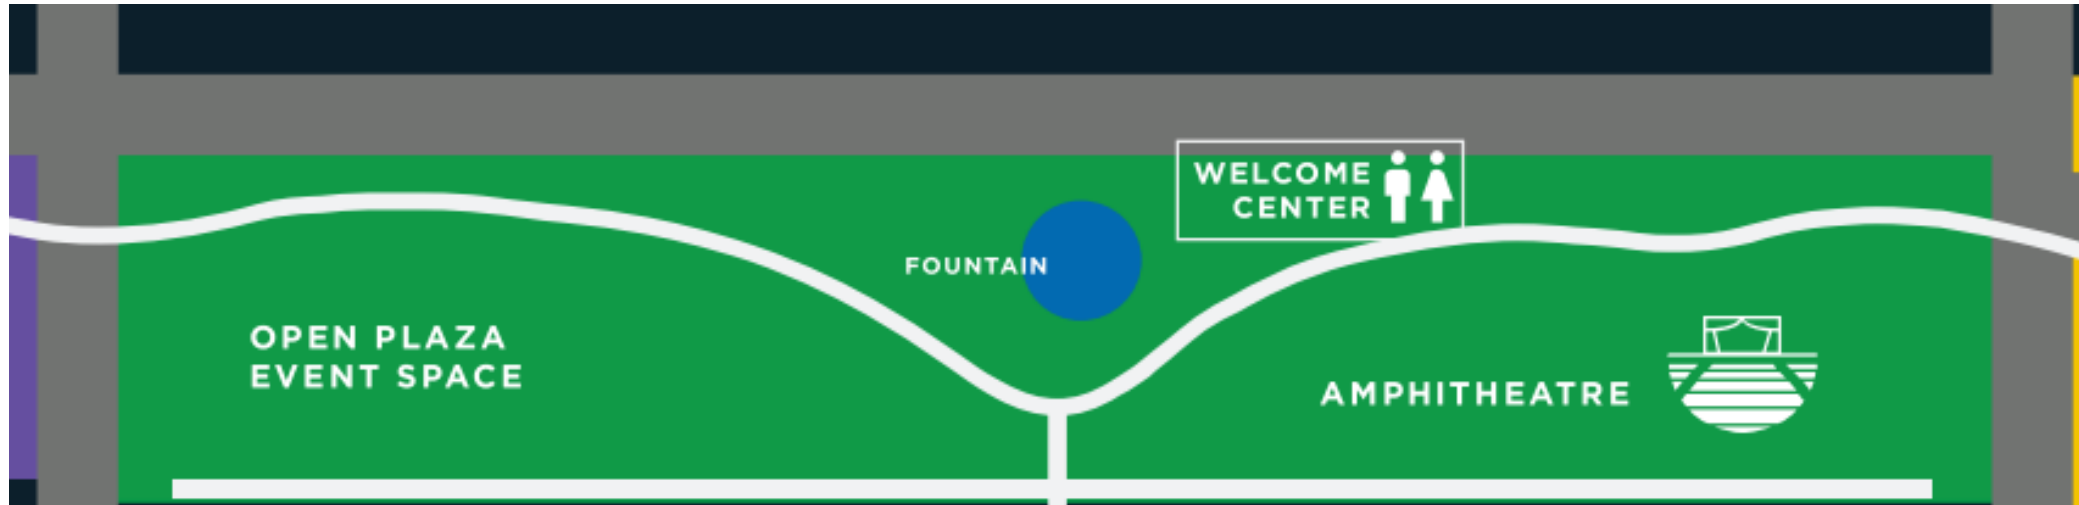 WELCOME
CENTER
FOUNTAIN
OPEN PLAZA
EVENT SPACE
AMPHITHEATRE